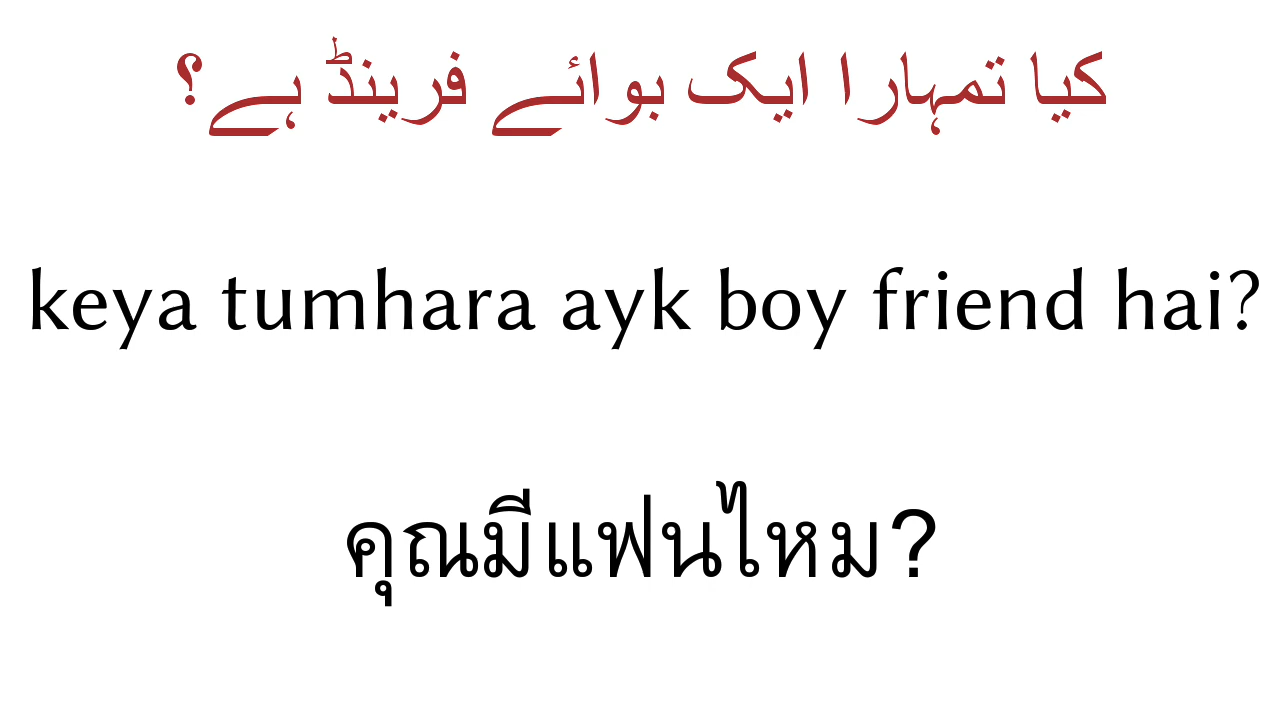 کیا تمہارا ایک بوائے فرینڈ ہے؟
keya tumhara ayk boy friend hai?
คุณมีแฟนไหม?